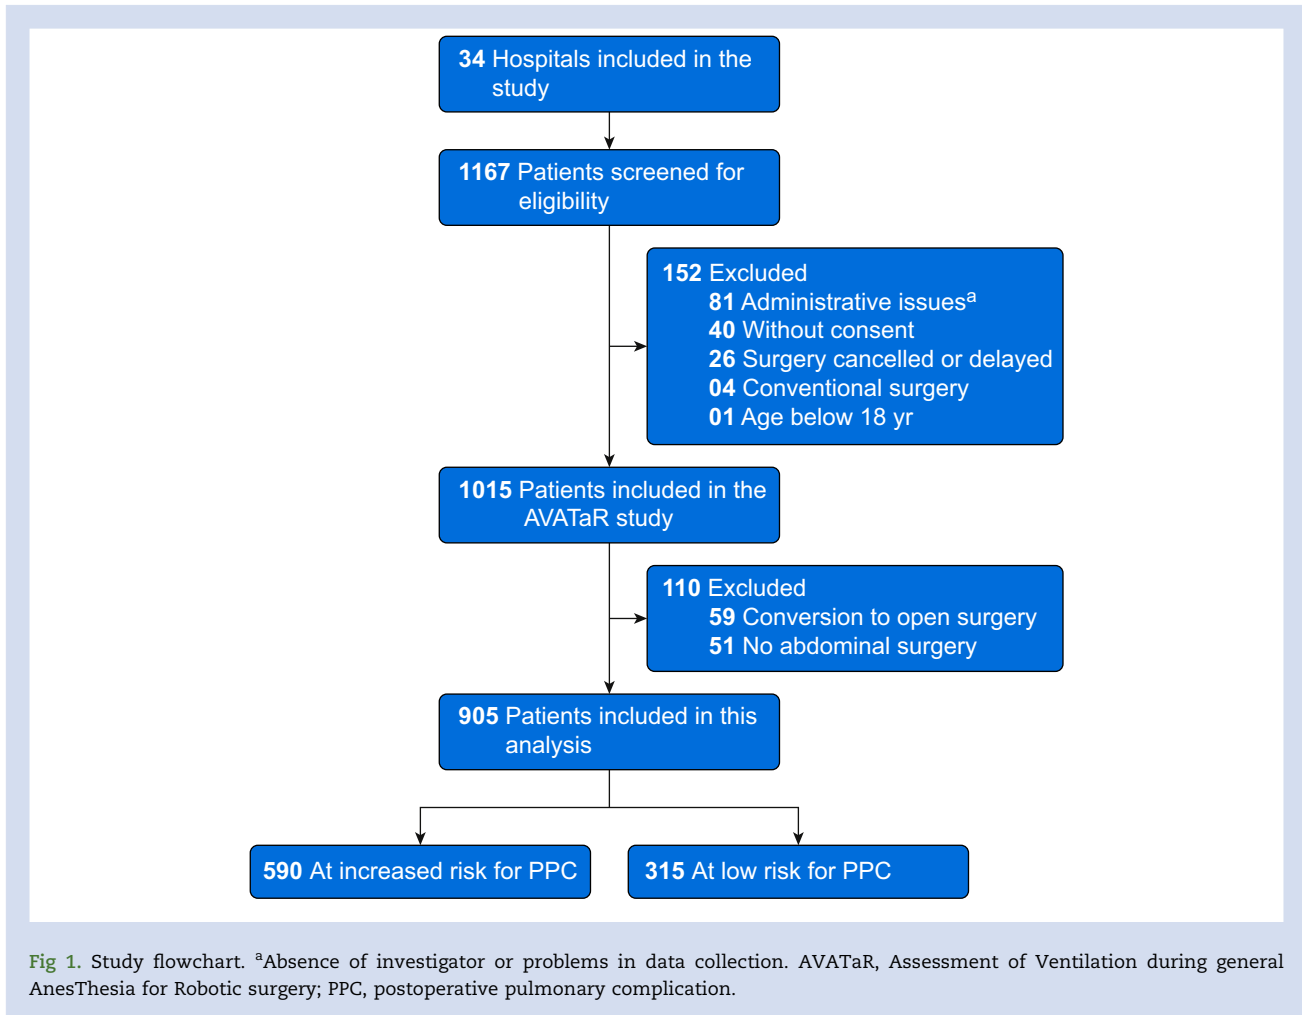 34 Hospitals included in the
study
1167 Patients screened for
eligibility
152 Excluded
81 Administrative issuesᵃ
40 Without consent
26 Surgery cancelled or delayed
04 Conventional surgery
01 Age below 18 yr
1015 Patients included in the
AVATaR study
110 Excluded
59 Conversion to open surgery
51 No abdominal surgery
905 Patients included in this
analysis
590 At increased risk for PPC
315 At low risk for PPC
Fig 1. Study flowchart. ᵃAbsence of investigator or problems in data collection. AVATaR, Assessment of Ventilation during general
AnesThesia for Robotic surgery; PPC, postoperative pulmonary complication.